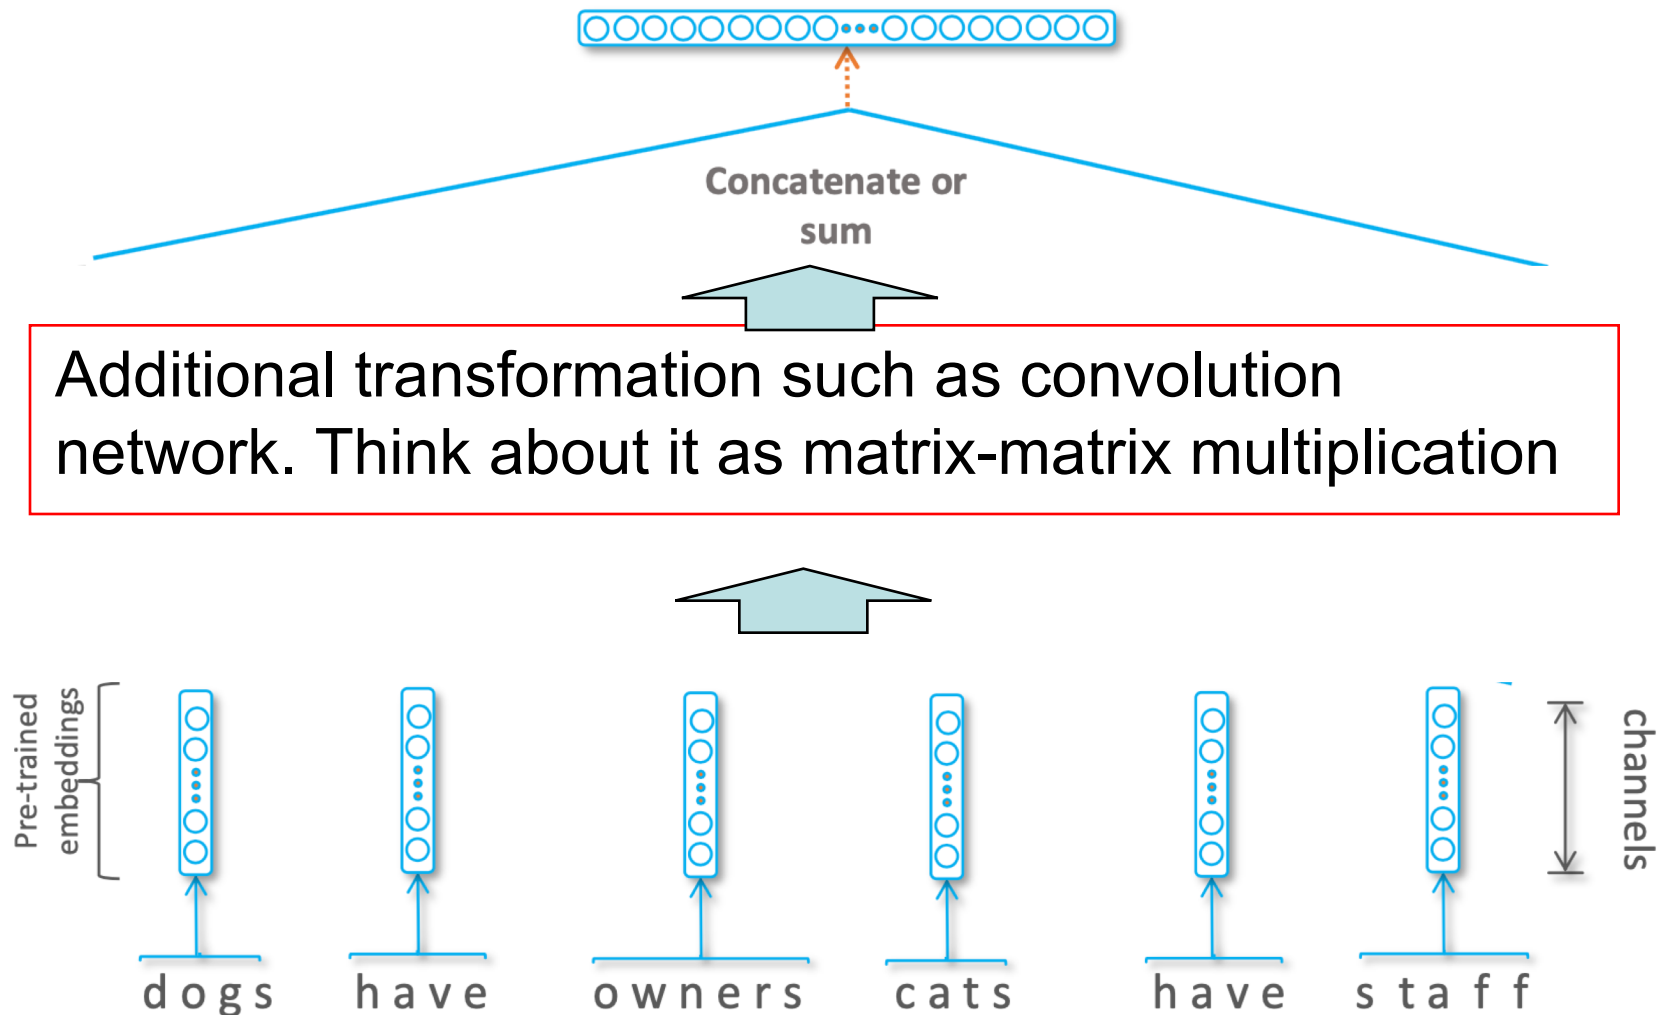 Concatenate or
sum
Additional transformation such as convolution
network. Think about it as matrix-matrix multiplication
Pre-trained
embeddings
channels
dogs have owners cats have staff